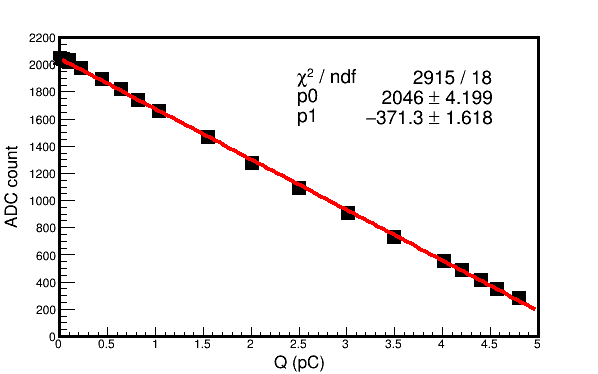 2200
2000
1800
1600
1400
1200
1000
800
600
400
200
0
ADC count
χ² / ndf 2915 / 18
p0 2046 ± 4.199
p1 −371.3 ± 1.618
0 0.5 1 1.5 2 2.5 3 3.5 4 4.5 5
Q (pC)